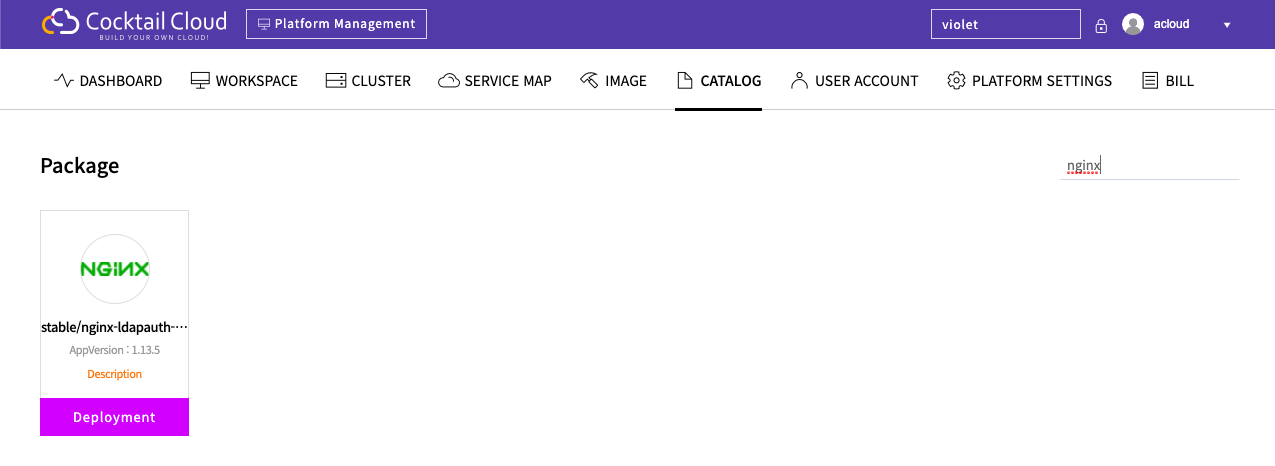 Cocktail Cloud
BUILD YOUR OWN CLOUD!
Platform Management
violet
acloud
DASHBOARD WORKSPACE CLUSTER SERVICE MAP IMAGE CATALOG USER ACCOUNT PLATFORM SETTINGS BILL
Package
nginx
NGINX
stable/nginx-ldapauth-···
AppVersion : 1.13.5
Description
Deployment